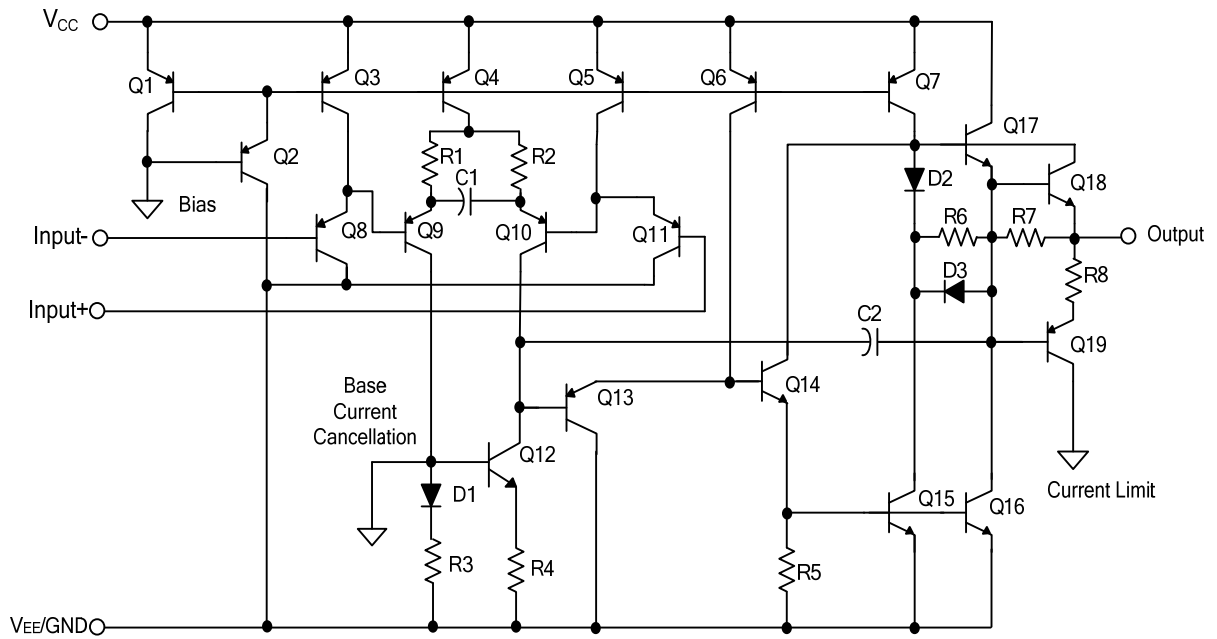 VCC
Q1
Q3
Q4
Q5
Q6
Q7
Q17
Q2
R1
R2
C1
D2
Q18
Bias
Input-
Q8
Q9
Q10
Q11
R6
R7
Output
D3
R8
Input+
C2
Q19
Q14
Base
Current
Cancellation
Q13
Q12
D1
Q15
Q16
Current Limit
R3
R4
R5
VEE/GND